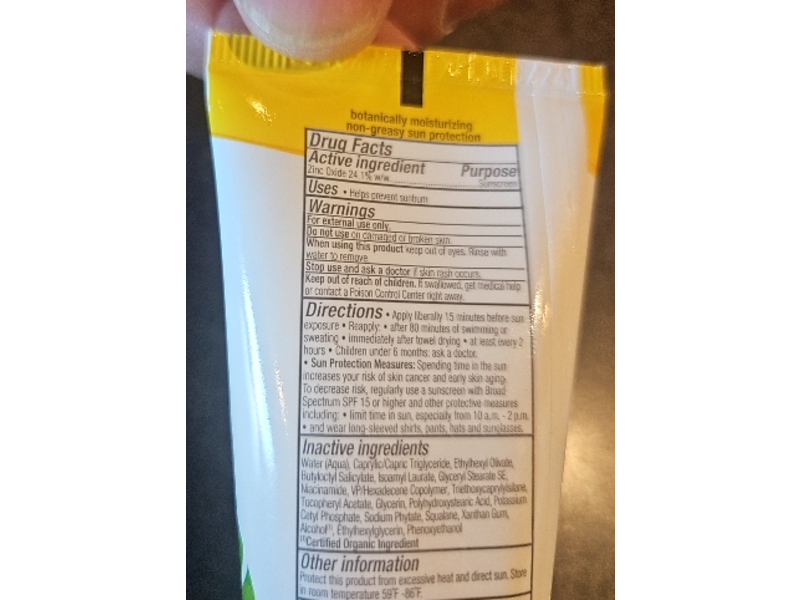 botanically moisturizing
non-greasy sun protection
Drug Facts
Active ingredient Purpose
Zinc Oxide 24.1% w/w Sunscreen
Uses • Helps prevent sunburn
Warnings
For external use only.
Do not use on damaged or broken skin.
When using this product keep out of eyes. Rinse with
water to remove.
Stop use and ask a doctor if skin rash occurs.
Keep out of reach of children. If swallowed, get medical help
or contact a Poison Control Center right away.
Directions • Apply liberally 15 minutes before sun
exposure • Reapply: • after 80 minutes of swimming or
sweating • immediately after towel drying • at least every 2
hours • Children under 6 months: ask a doctor.
• Sun Protection Measures: Spending time in the sun
increases your risk of skin cancer and early skin aging.
To decrease risk, regularly use a sunscreen with Broad
Spectrum SPF 15 or higher and other protective measures
including: • limit time in sun, especially from 10 a.m. - 2 p.m.
• and wear long-sleeved shirts, pants, hats and sunglasses.
Inactive ingredients
Water (Aqua), Caprylic/Capric Triglyceride, Ethylhexyl Olivate,
Butyloctyl Salicylate, Isoamyl Laurate, Glyceryl Stearate SE,
Niacinamide, VP/Hexadecene Copolymer, Triethoxycaprylylsilane,
Tocopheryl Acetate, Glycerin, Polyhydroxystearic Acid, Potassium
Cetyl Phosphate, Sodium Phytate, Squalane, Xanthan Gum,
Alcohol⁽¹⁾, Ethylhexylglycerin, Phenoxyethanol
⁽¹⁾Certified Organic Ingredient
Other information
Protect this product from excessive heat and direct sun. Store
in room temperature 59°F -86°F.